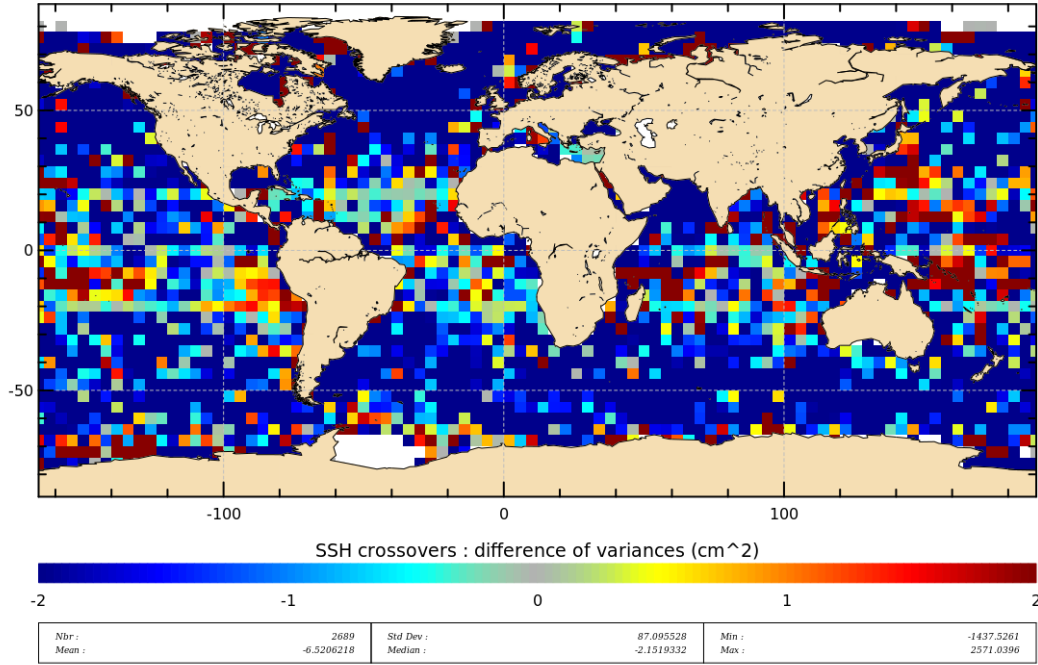 50
0
-50
-100 0 100
SSH crossovers : difference of variances (cm^2)
-2 -1 0 1 2
Nbr : 2689 Std Dev : 87.095528 Min : -1437.5261
Mean : -6.5206218 Median : -2.1519332 Max : 2571.0396